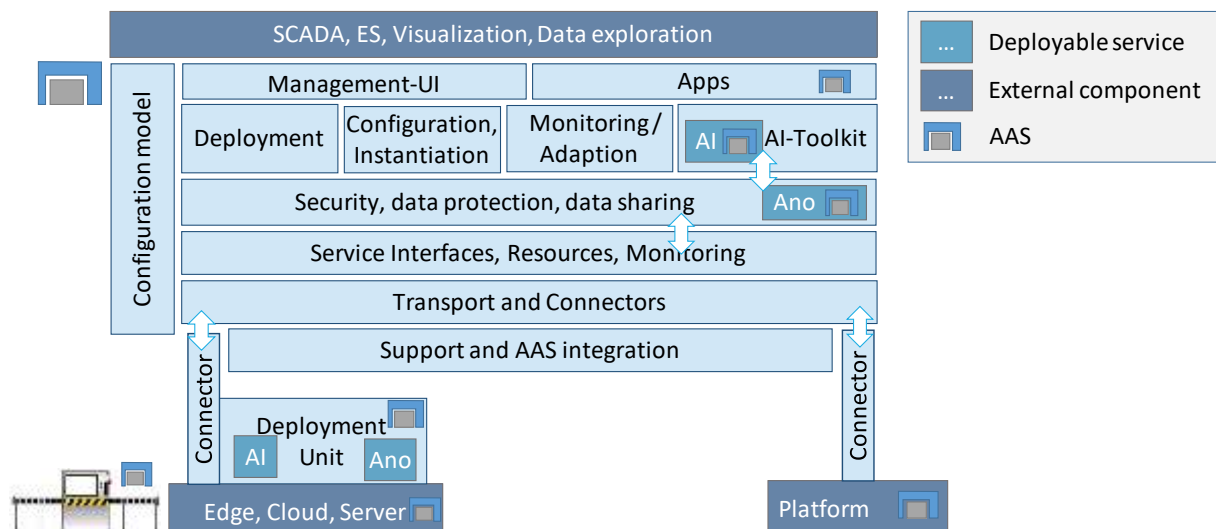 SCADA, ES, Visualization, Data exploration
... Deployable service
... External component
AAS
Configuration model
Management-UI
Apps
Deployment
Configuration,
Instantiation
Monitoring/
Adaption
AI
AI-Toolkit
Security, data protection, data sharing
Ano
Service Interfaces, Resources, Monitoring
Transport and Connectors
Support and AAS integration
Connector
Connector
Deployment
Unit
AI
Ano
Edge, Cloud, Server
Platform